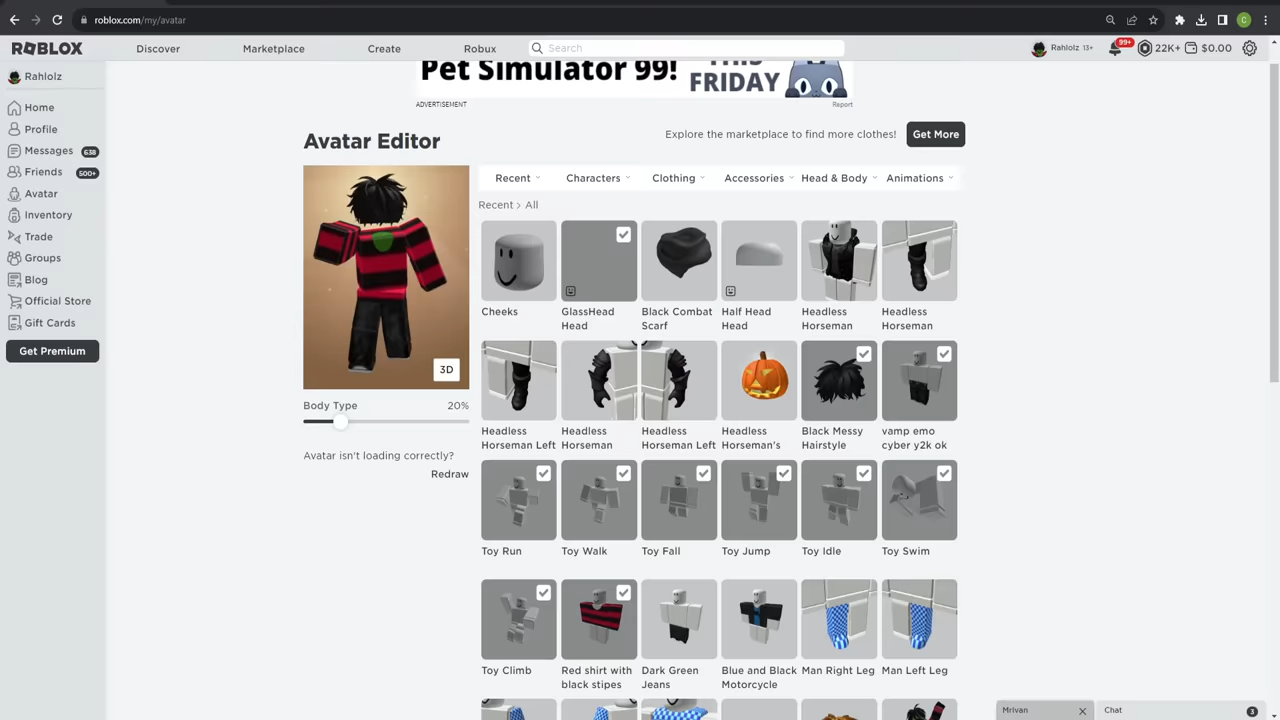 roblox.com/my/avatar
C
ROBLOX
Discover
Marketplace
Create
Robux
Search
Rahlolz 13+
99+
22K+
$0.00
Rahlolz
Home
Profile
Messages 638
Friends 500+
Avatar
Inventory
Trade
Groups
Blog
Official Store
Gift Cards
Get Premium
Pet Simulator 99!
THIS
FRIDAY
ADVERTISEMENT
Report
Avatar Editor
Explore the marketplace to find more clothes!
Get More
3D
Body Type 20%
Avatar isn't loading correctly?
Redraw
Recent
Characters
Clothing
Accessories
Head & Body
Animations
Recent > All
Cheeks
GlassHead
Head
Black Combat
Scarf
Half Head
Head
Headless
Horseman
Headless
Horseman
Headless
Horseman Left
Headless
Horseman
Headless
Horseman Left
Headless
Horseman's
Black Messy
Hairstyle
vamp emo
cyber y2k ok
Toy Run
Toy Walk
Toy Fall
Toy Jump
Toy Idle
Toy Swim
Toy Climb
Red shirt with
black stipes
Dark Green
Jeans
Blue and Black
Motorcycle
Man Right Leg
Man Left Leg
Mrivan
Chat
3